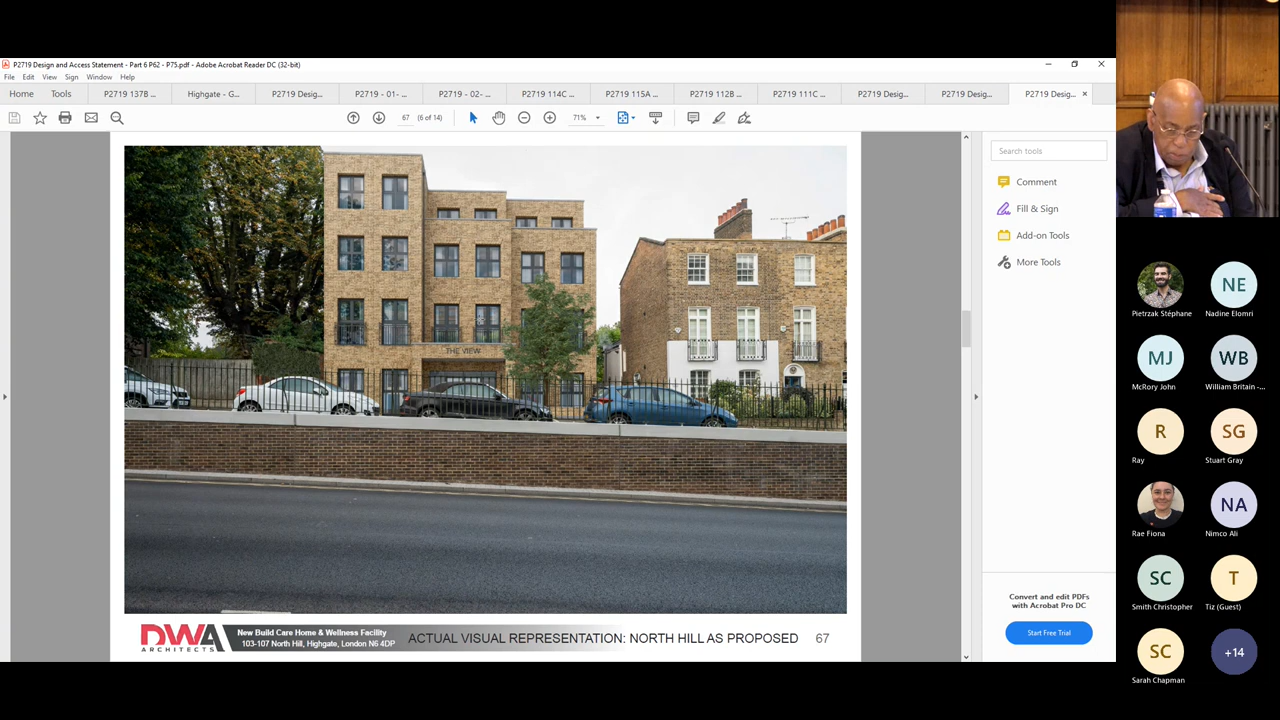 P2719 Design and Access Statement - Part 6 P62 - P75.pdf - Adobe Acrobat Reader DC (32-bit)
File Edit View Sign Window Help
Home Tools P2719 137B ... Highgate - G... P2719 Desig... P2719 - 01- ... P2719 - 02- ... P2719 114C ... P2719 115A ... P2719 112B ... P2719 111C ... P2719 Desig... P2719 Desig... P2719 Desig... ×
67 (6 of 14) 71%
Search tools
Comment
Fill & Sign
Add-on Tools
More Tools
Convert and edit PDFs
with Acrobat Pro DC
Start Free Trial
THE VIEW
DWA
ARCHITECTS
New Build Care Home & Wellness Facility
103-107 North Hill, Highgate, London N6 4DP
ACTUAL VISUAL REPRESENTATION: NORTH HILL AS PROPOSED 67
NE
Pietrzak Stéphane Nadine Elomri
MJ WB
McRory John William Britain -...
R SG
Ray Stuart Gray
NA
Rae Fiona Nimco Ali
SC T
Smith Christopher Tiz (Guest)
SC +14
Sarah Chapman